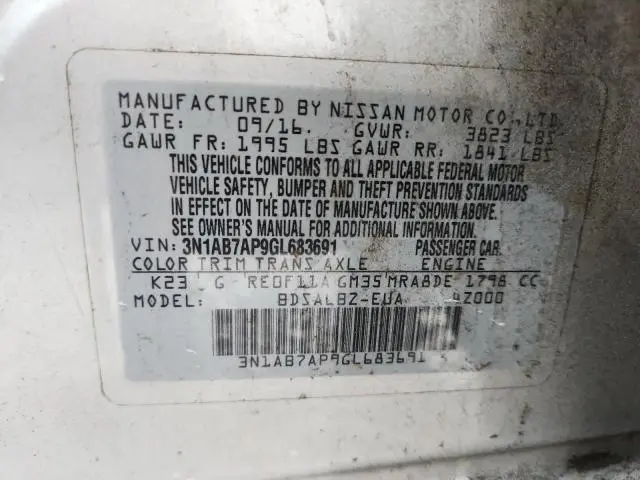 MANUFACTURED BY NISSAN MOTOR CO.,LTD.
DATE: 09/16. GVWR: 3823 LBS
GAWR FR: 1995 LBS GAWR RR: 1841 LBS
THIS VEHICLE CONFORMS TO ALL APPLICABLE FEDERAL MOTOR
VEHICLE SAFETY, BUMPER AND THEFT PREVENTION STANDARDS
IN EFFECT ON THE DATE OF MANUFACTURE SHOWN ABOVE.
SEE OWNER'S MANUAL FOR ADDITIONAL INFORMATION.
VIN: 3N1AB7AP9GL683691 PASSENGER CAR
COLOR TRIM TRANS AXLE ENGINE
K23 G RE0F11A GM35 MRA8DE 1798 CC
MODEL: BDSALBZ-EUA 4Z000
3N1AB7AP9GL683691